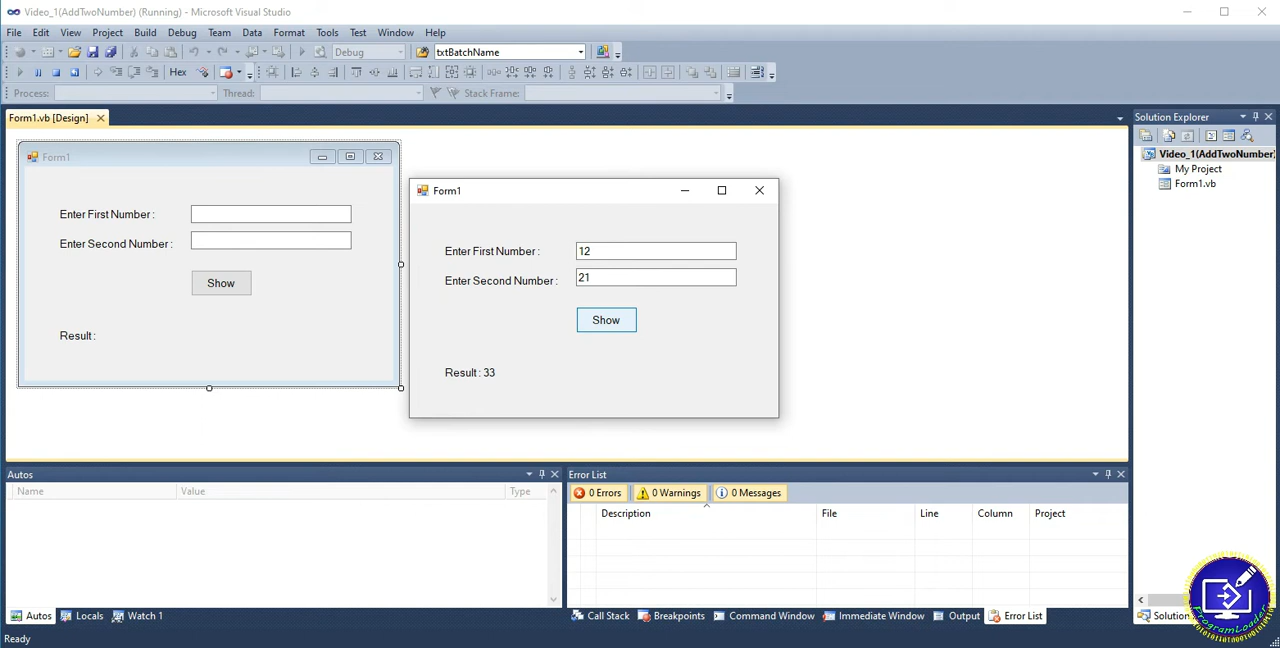 Video_1(AddTwoNumber) (Running) - Microsoft Visual Studio
File Edit View Project Build Debug Team Data Format Tools Test Window Help
Debug txtBatchName
Hex
Process: Thread: Stack Frame:
Form1.vb [Design]
Form1
Enter First Number :
Enter Second Number :
Show
Result :
Form1
Enter First Number : 12
Enter Second Number : 21
Show
Result : 33
Solution Explorer
Video_1(AddTwoNumber)
My Project
Form1.vb
Autos
Name Value Type
Error List
0 Errors 0 Warnings 0 Messages
Description File Line Column Project
Autos Locals Watch 1
Call Stack Breakpoints Command Window Immediate Window Output Error List
Solution
Ready
ProgramLoader